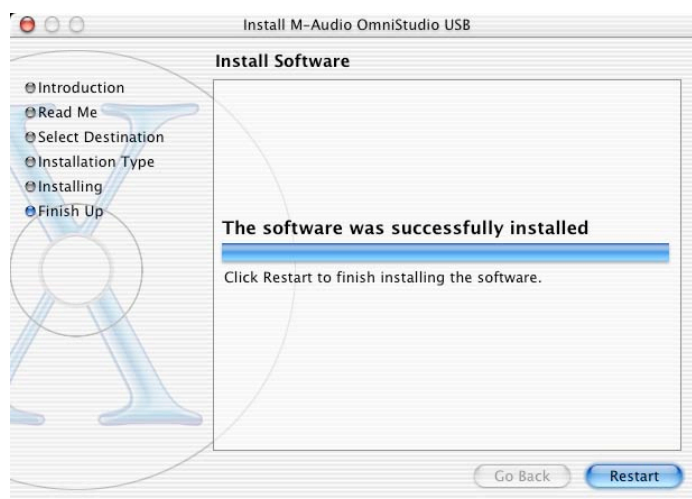 Install M-Audio OmniStudio USB
Install Software
Introduction
Read Me
Select Destination
Installation Type
Installing
Finish Up
The software was successfully installed
Click Restart to finish installing the software.
Go Back
Restart